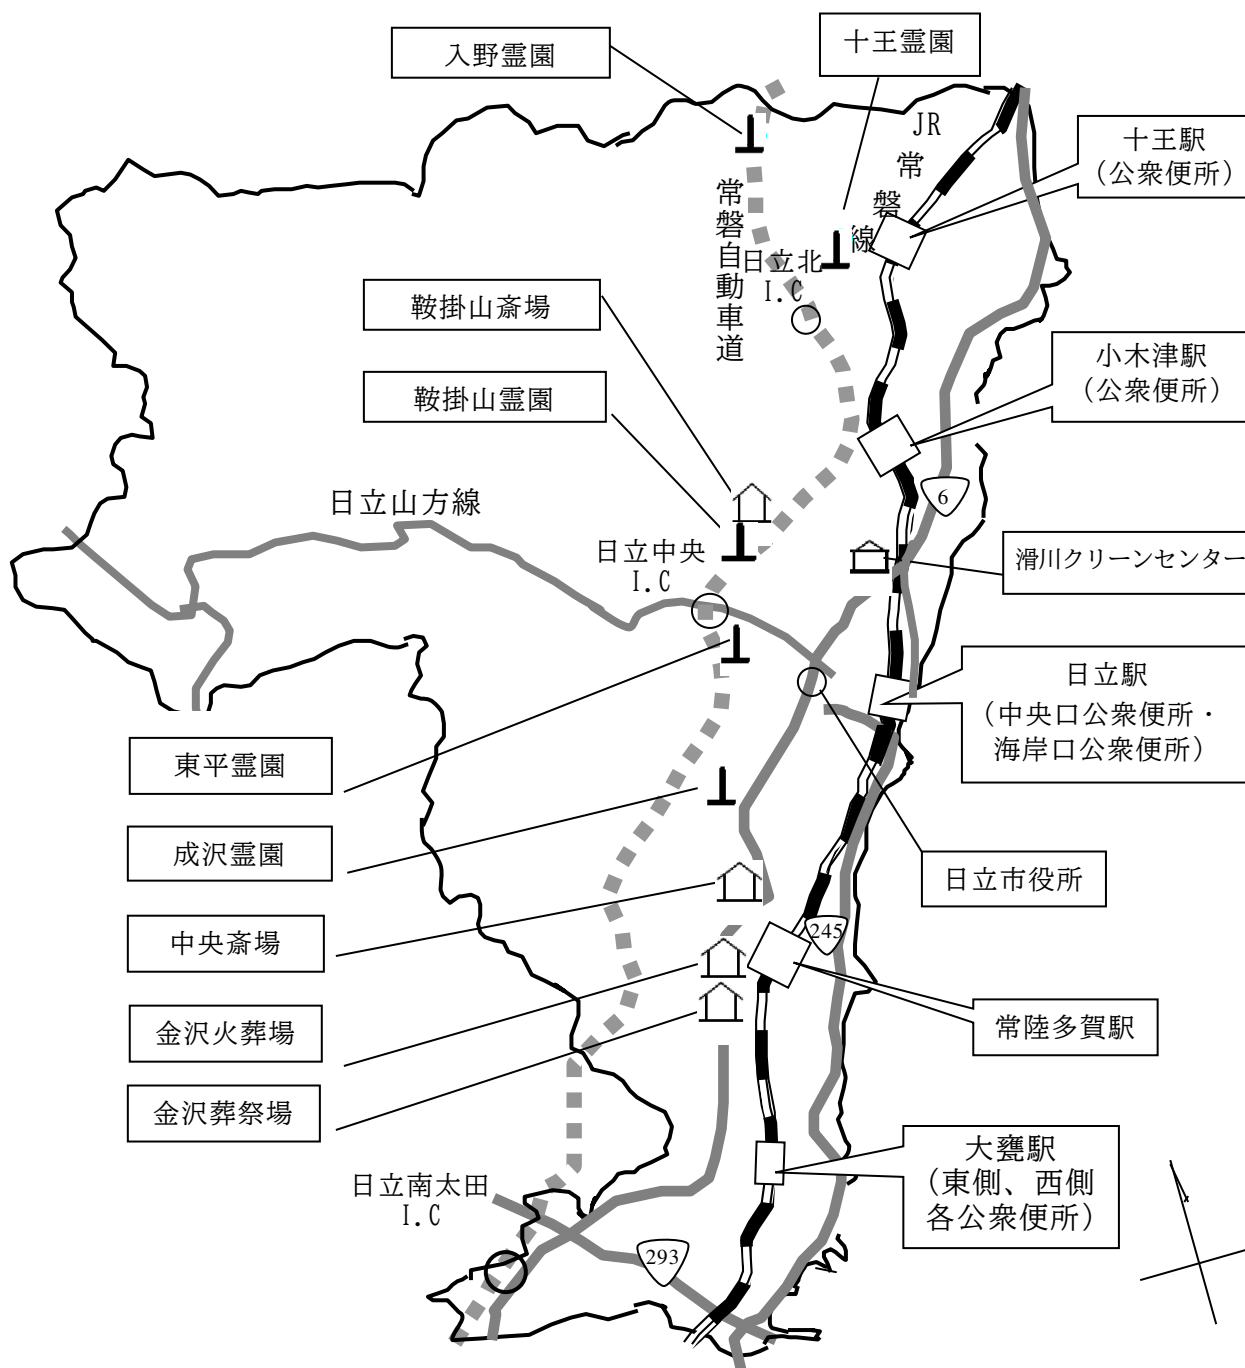 入野霊園
十王霊園
JR
常
磐
線
十王駅
（公衆便所）
常磐自動車道
日立北
I.C
鞍掛山斎場
小木津駅
（公衆便所）
鞍掛山霊園
日立山方線
6
日立中央
I.C
滑川クリーンセンター
日立駅
（中央口公衆便所・
海岸口公衆便所）
東平霊園
成沢霊園
日立市役所
中央斎場
245
金沢火葬場
常陸多賀駅
金沢葬祭場
大甕駅
（東側、西側
各公衆便所）
日立南太田
I.C
293